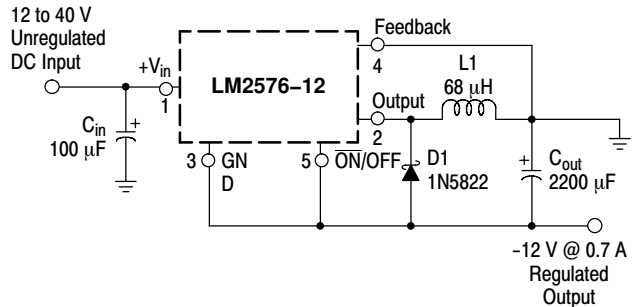 12 to 40 V
Unregulated
DC Input
Feedback
+Vin
1
LM2576–12
4
L1
68 μH
Output
2
Cin
100 μF
+
3
GN
D
5
ON/OFF
D1
1N5822
+
Cout
2200 μF
–12 V @ 0.7 A
Regulated
Output